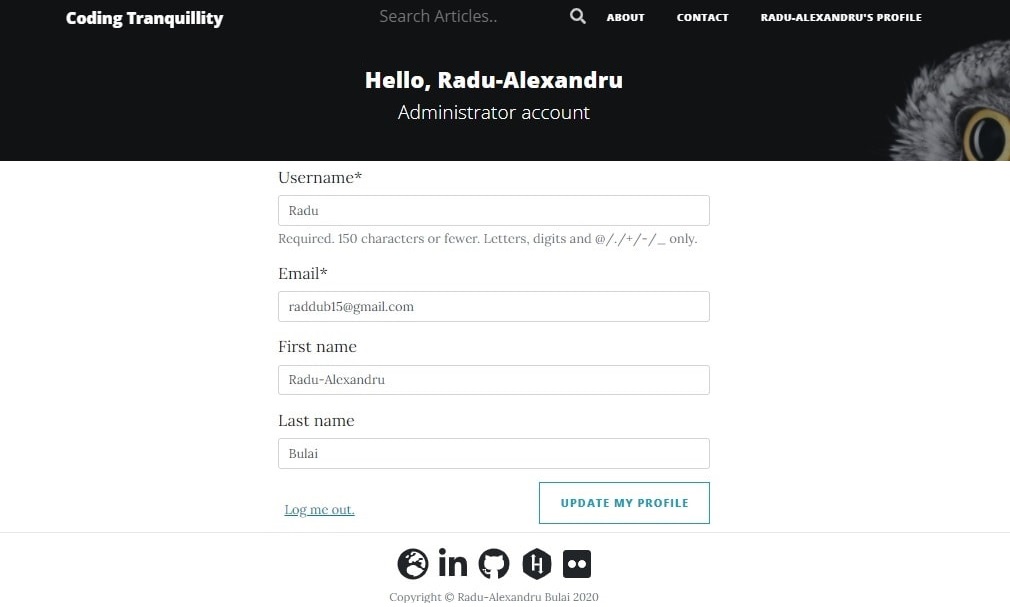 Coding Tranquillity
Search Articles..
ABOUT
CONTACT
RADU-ALEXANDRU'S PROFILE
Hello, Radu-Alexandru
Administrator account
Username*
Radu
Required. 150 characters or fewer. Letters, digits and @/./+/-/_ only.
Email*
raddub15@gmail.com
First name
Radu-Alexandru
Last name
Bulai
Log me out.
UPDATE MY PROFILE
in
H
Copyright © Radu-Alexandru Bulai 2020